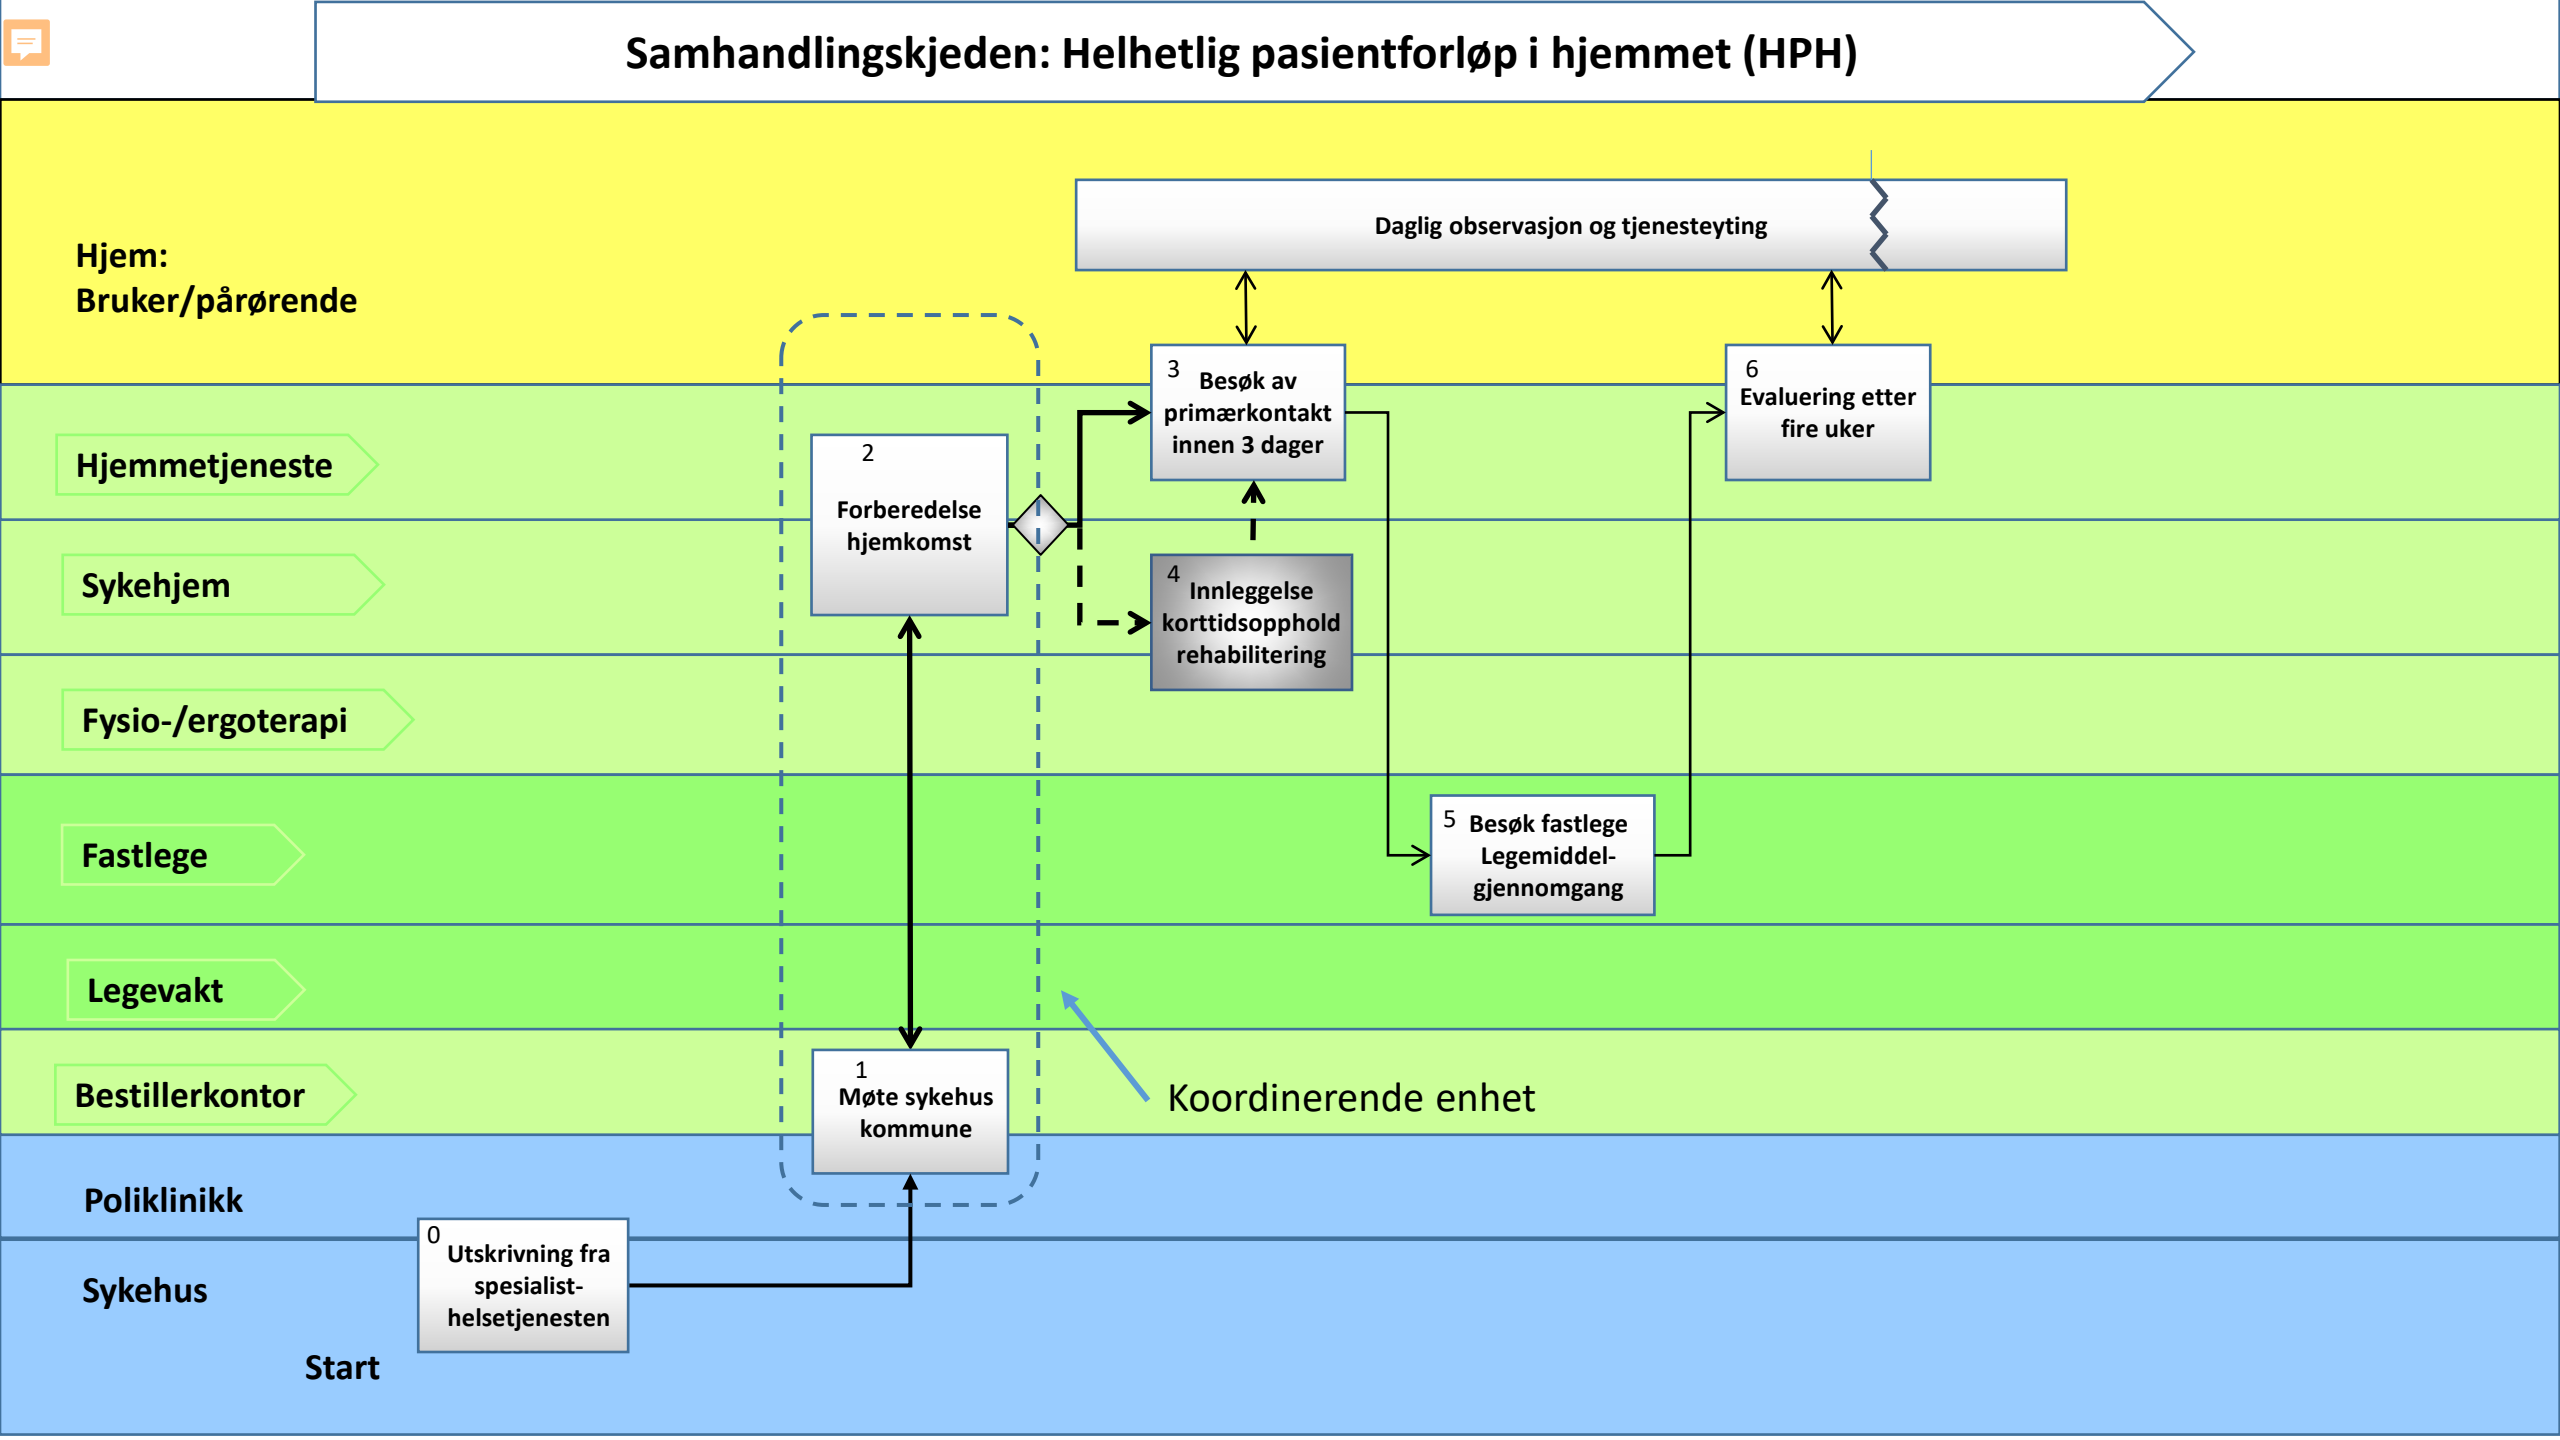 Samhandlingskjeden: Helhetlig pasientforløp i hjemmet (HPH)
Daglig observasjon og tjenesteyting
Hjem:
Bruker/pårørende
3
Besøk av
primærkontakt
innen 3 dager
6
Evaluering etter
fire uker
Hjemmetjeneste
2
Forberedelse
hjemkomst
Sykehjem
4
Innleggelse
korttidsopphold
rehabilitering
Fysio-/ergoterapi
Fastlege
5
Besøk fastlege
Legemiddel-
gjennomgang
Legevakt
Bestillerkontor
1
Møte sykehus
kommune
Koordinerende enhet
Poliklinikk
Sykehus
0
Utskrivning fra
spesialist-
helsetjenesten
Start